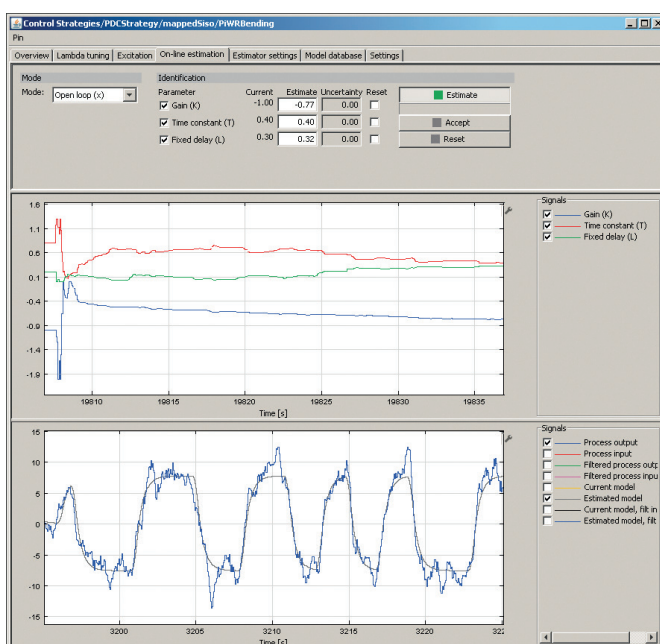 Control Strategies/PDCStrategy/mappedSiso/PiWRBending
Pin
Overview Lambda tuning Excitation On-line estimation Estimator settings Model database Settings
Mode Identification
Mode: Open loop (x) Parameter Current Estimate Uncertainty Reset Estimate
Gain (K) -1.00 -0.77 0.00
Time constant (T) 0.40 0.40 0.00 Accept
Fixed delay (L) 0.30 0.32 0.00 Reset
Signals
1.6
Gain (K)
Time constant (T)
1.1
Fixed delay (L)
0.6
0.1
-0.4
-0.9
-1.4
-1.9
19810 19815 19820 19825 19830 19835
Time [s]
Signals
15
Process output
Process input
10
Filtered process outp
Filtered process inpu
5
Current model
Estimated model
0
Current model, filt in
Estimated model, filt
-5
-10
-15
3200 3205 3210 3215 3220 322
Time [s]